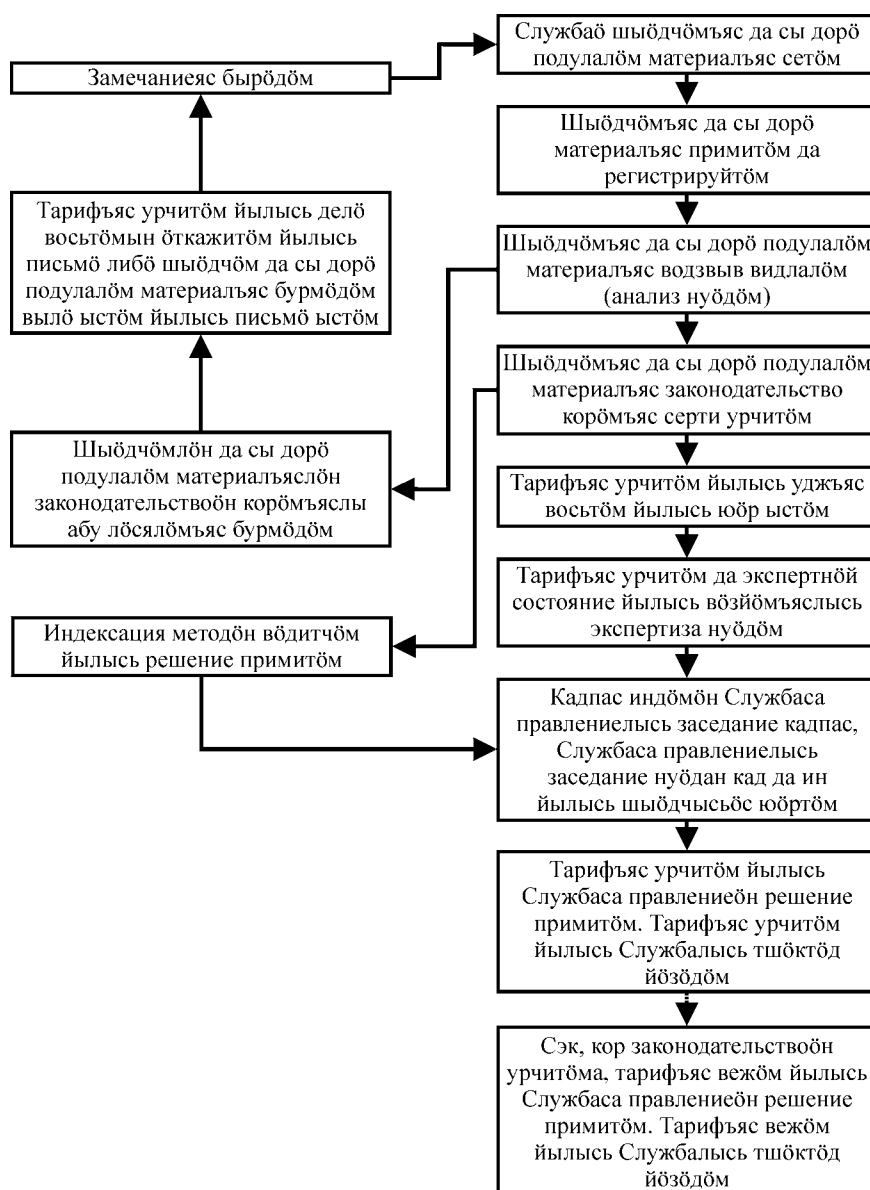 Службаӧ шыӧдчӧмъяс да сы дорӧ
подулалӧм материалъяс сетӧм
Замечаниеяс бырӧдӧм
Шыӧдчӧмъяс да сы дорӧ
материалъяс примитӧм да
регистрируйтӧм
Тарифъяс урчитӧм йылысь делӧ
восьтӧмын ӧткажитӧм йылысь
письмӧ либӧ шыӧдчӧм да сы дорӧ
подулалӧм материалъяс бурмӧдӧм
вылӧ ыстӧм йылысь письмӧ ыстӧм
Шыӧдчӧмъяс да сы дорӧ подулалӧм
материалъяс водзвыв видлалӧм
(анализ нуӧдӧм)
Шыӧдчӧмъяс да сы дорӧ подулалӧм
материалъяс законодательство
корӧмъяс серти урчитӧм
Шыӧдчӧмлӧн да сы дорӧ
подулалӧм материалъяслӧн
законодательствоӧн корӧмъяслы
абу лӧсялӧмъяс бурмӧдӧм
Тарифъяс урчитӧм йылысь уджъяс
восьтӧм йылысь юӧр ыстӧм
Тарифъяс урчитӧм да экспертнӧй
состояние йылысь вӧзйӧмъяслысь
экспертиза нуӧдӧм
Индексация методӧн вӧдитчӧм
йылысь решение примитӧм
Кадпас индӧмӧн Службаса
правлениелысь заседание кадпас,
Службаса правлениелысь
заседание нуӧдан кад да ин
йылысь шыӧдчысьӧс юӧртӧм
Тарифъяс урчитӧм йылысь
Службаса правлениеӧн решение
примитӧм. Тарифъяс урчитӧм
йылысь Службалысь тшӧктӧд
йӧзӧдӧм
Сэк, кор законодательствоӧн
урчитӧма, тарифъяс вежӧм йылысь
Службаса правлениеӧн решение
примитӧм. Тарифъяс вежӧм
йылысь Службалысь тшӧктӧд
йӧзӧдӧм